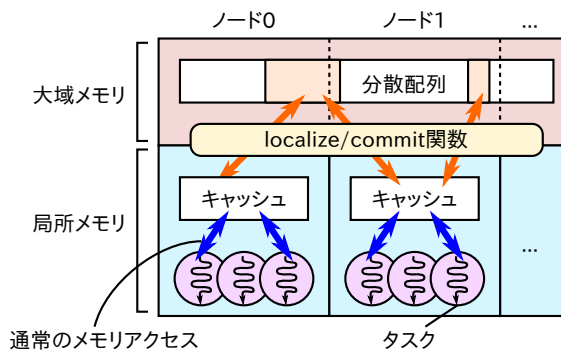 ノード0
ノード1
...
大域メモリ
分散配列
localize/commit関数
キャッシュ
キャッシュ
局所メモリ
...
通常のメモリアクセス
タスク